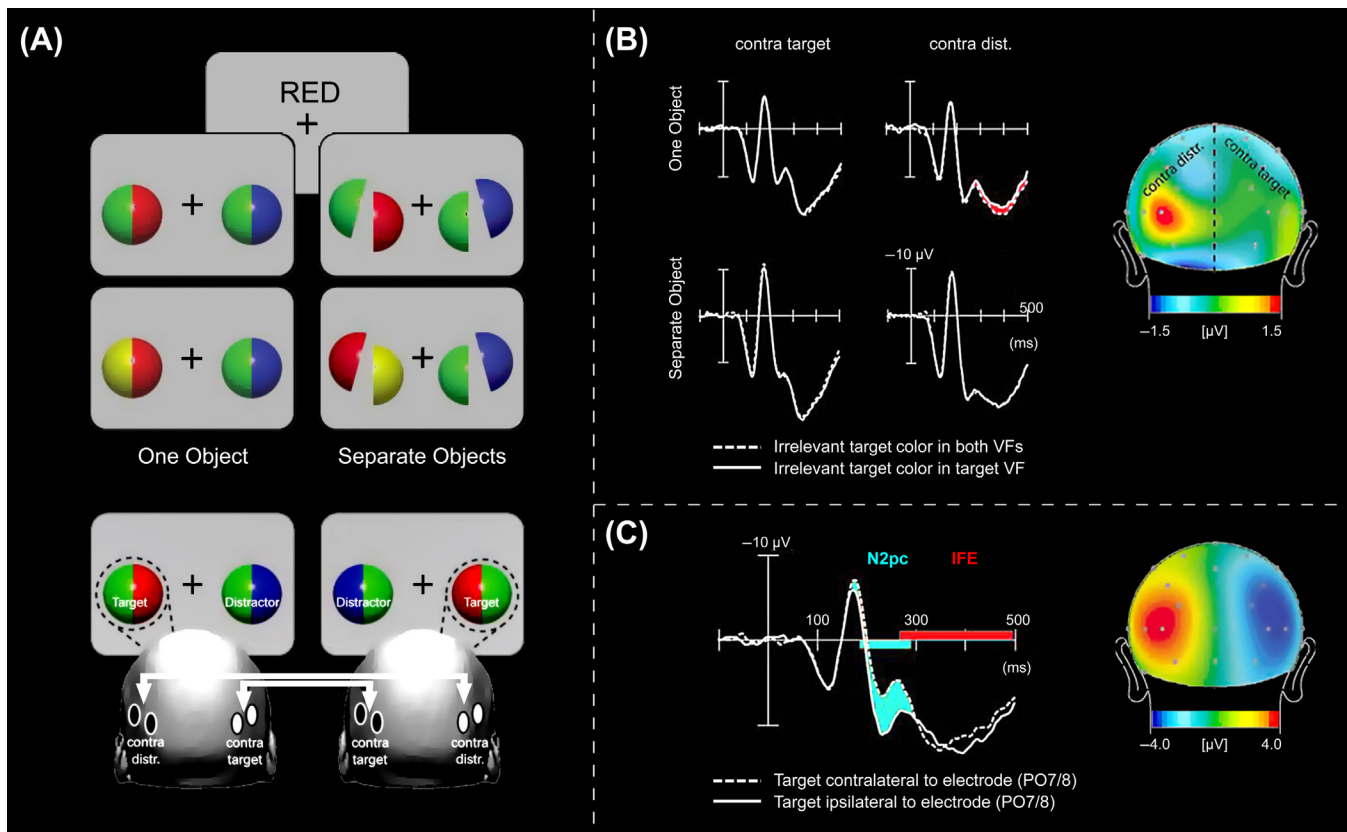 (A)
RED
+
+
+
+
+
One Object
Separate Objects
Target
+
Distractor
Distractor
+
Target
contra
distr.
contra
target
contra
target
contra
distr.
(B)
contra target
contra dist.
One Object
Separate Object
–10 µV
500
(ms)
Irrelevant target color in both VFs
Irrelevant target color in target VF
contra distr.
contra target
–1.5
[µV]
1.5
(C)
–10 µV
N2pc
IFE
100
300
500
(ms)
Target contralateral to electrode (PO7/8)
Target ipsilateral to electrode (PO7/8)
–4.0
[µV]
4.0